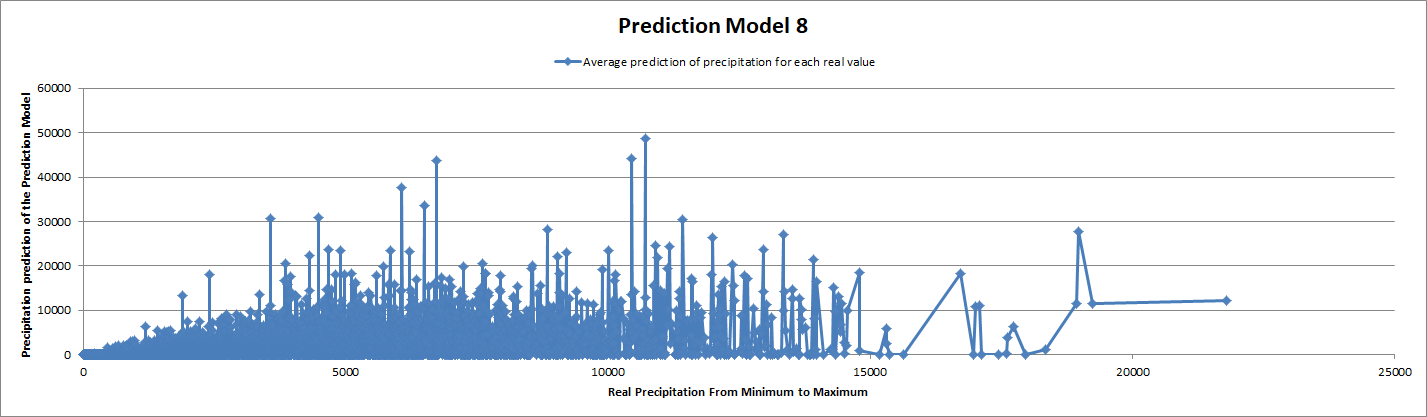 Prediction Model 8
Average prediction of precipitation for each real value
Precipitation prediction of the Prediction Model
60000
50000
40000
30000
20000
10000
0
0 5000 10000 15000 20000 25000
Real Precipitation From Minimum to Maximum